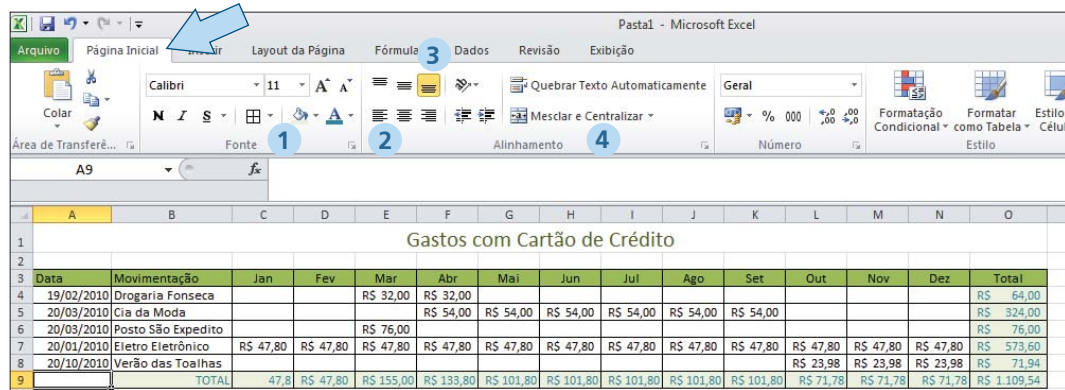 Pasta1 - Microsoft Excel
Arquivo Página Inicial Inserir Layout da Página Fórmula Dados Revisão Exibição
3
Calibri 11 A A Quebrar Texto Automaticamente Geral
Colar N I S A Mesclar e Centralizar % 000 ,0 ,00 ,00 ,0 Formatação Condicional Formatar como Tabela Estilo Célul
Área de Transferê... Fonte 1 2 Alinhamento 4 Número Estilo
A9 fx
A B C D E F G H I J K L M N O
1 Gastos com Cartão de Crédito
2
3 Data Movimentação Jan Fev Mar Abr Mai Jun Jul Ago Set Out Nov Dez Total
4 19/02/2010 Drogaria Fonseca R$ 32,00 R$ 32,00 R$ 64,00
5 20/03/2010 Cia da Moda R$ 54,00 R$ 54,00 R$ 54,00 R$ 54,00 R$ 54,00 R$ 54,00 R$ 324,00
6 20/03/2010 Posto São Expedito R$ 76,00 R$ 76,00
7 20/01/2010 Eletro Eletrônico R$ 47,80 R$ 47,80 R$ 47,80 R$ 47,80 R$ 47,80 R$ 47,80 R$ 47,80 R$ 47,80 R$ 47,80 R$ 47,80 R$ 47,80 R$ 47,80 R$ 573,60
8 20/10/2010 Verão das Toalhas R$ 23,98 R$ 23,98 R$ 23,98 R$ 71,94
9 TOTAL 47,8 R$ 47,80 R$ 155,00 R$ 133,80 R$ 101,80 R$ 101,80 R$ 101,80 R$ 101,80 R$ 101,80 R$ 71,78 R$ 71,78 R$ 71,78 R$ 1.109,54